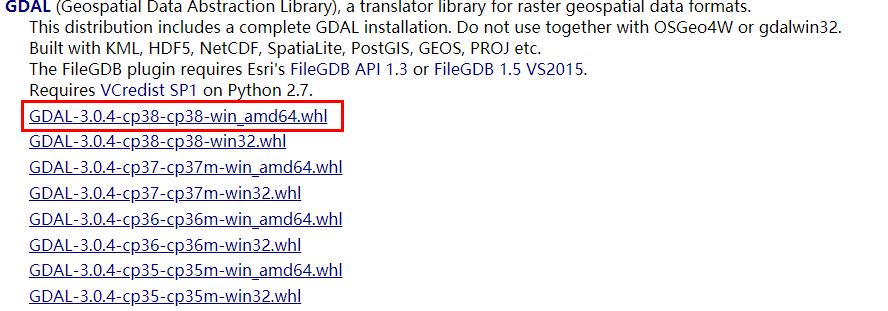 GDAL (Geospatial Data Abstraction Library), a translator library for raster geospatial data formats.
This distribution includes a complete GDAL installation. Do not use together with OSGeo4W or gdalwin32.
Built with KML, HDF5, NetCDF, SpatiaLite, PostGIS, GEOS, PROJ etc.
The FileGDB plugin requires Esri's FileGDB API 1.3 or FileGDB 1.5 VS2015.
Requires VCredist SP1 on Python 2.7.
GDAL-3.0.4-cp38-cp38-win_amd64.whl
GDAL-3.0.4-cp38-cp38-win32.whl
GDAL-3.0.4-cp37-cp37m-win_amd64.whl
GDAL-3.0.4-cp37-cp37m-win32.whl
GDAL-3.0.4-cp36-cp36m-win_amd64.whl
GDAL-3.0.4-cp36-cp36m-win32.whl
GDAL-3.0.4-cp35-cp35m-win_amd64.whl
GDAL-3.0.4-cp35-cp35m-win32.whl